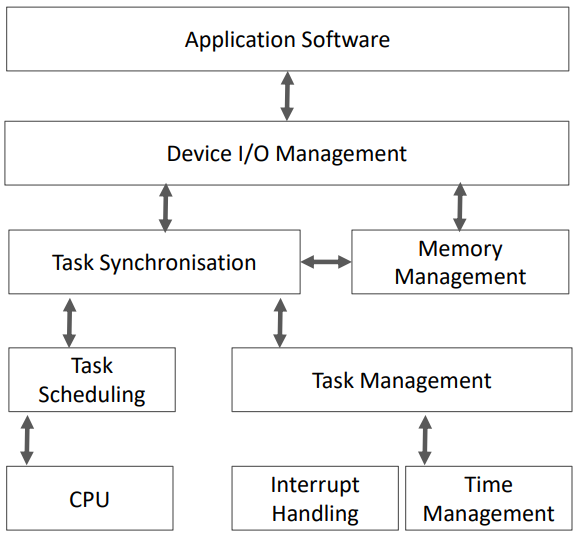 Application Software
Device I/O Management
Task Synchronisation
Memory
Management
Task
Scheduling
Task Management
CPU
Interrupt
Handling
Time
Management